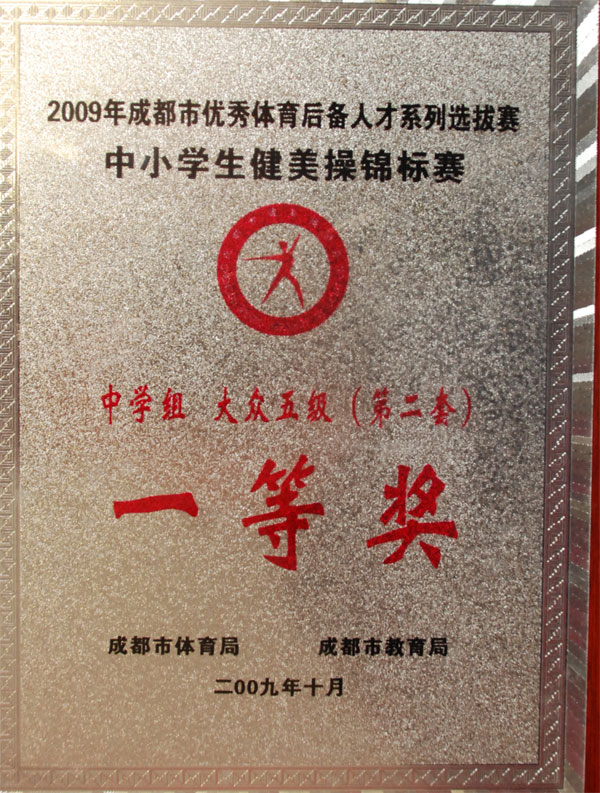 2009年成都市优秀体育后备人才系列选拔赛
中小学生健美操锦标赛
中学组 大众五级(第二套)
一等奖
成都市体育局 成都市教育局
二00九年十月